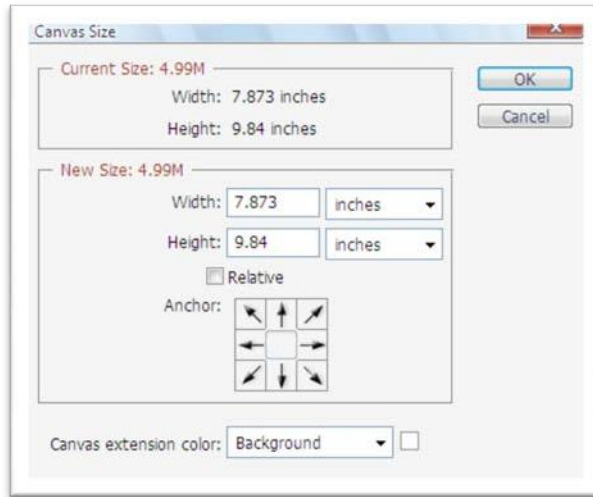 Canvas Size
Current Size: 4.99M
Width: 7.873 inches
Height: 9.84 inches
OK
Cancel
New Size: 4.99M
Width: 7.873 inches
Height: 9.84 inches
Relative
Anchor:
Canvas extension color: Background